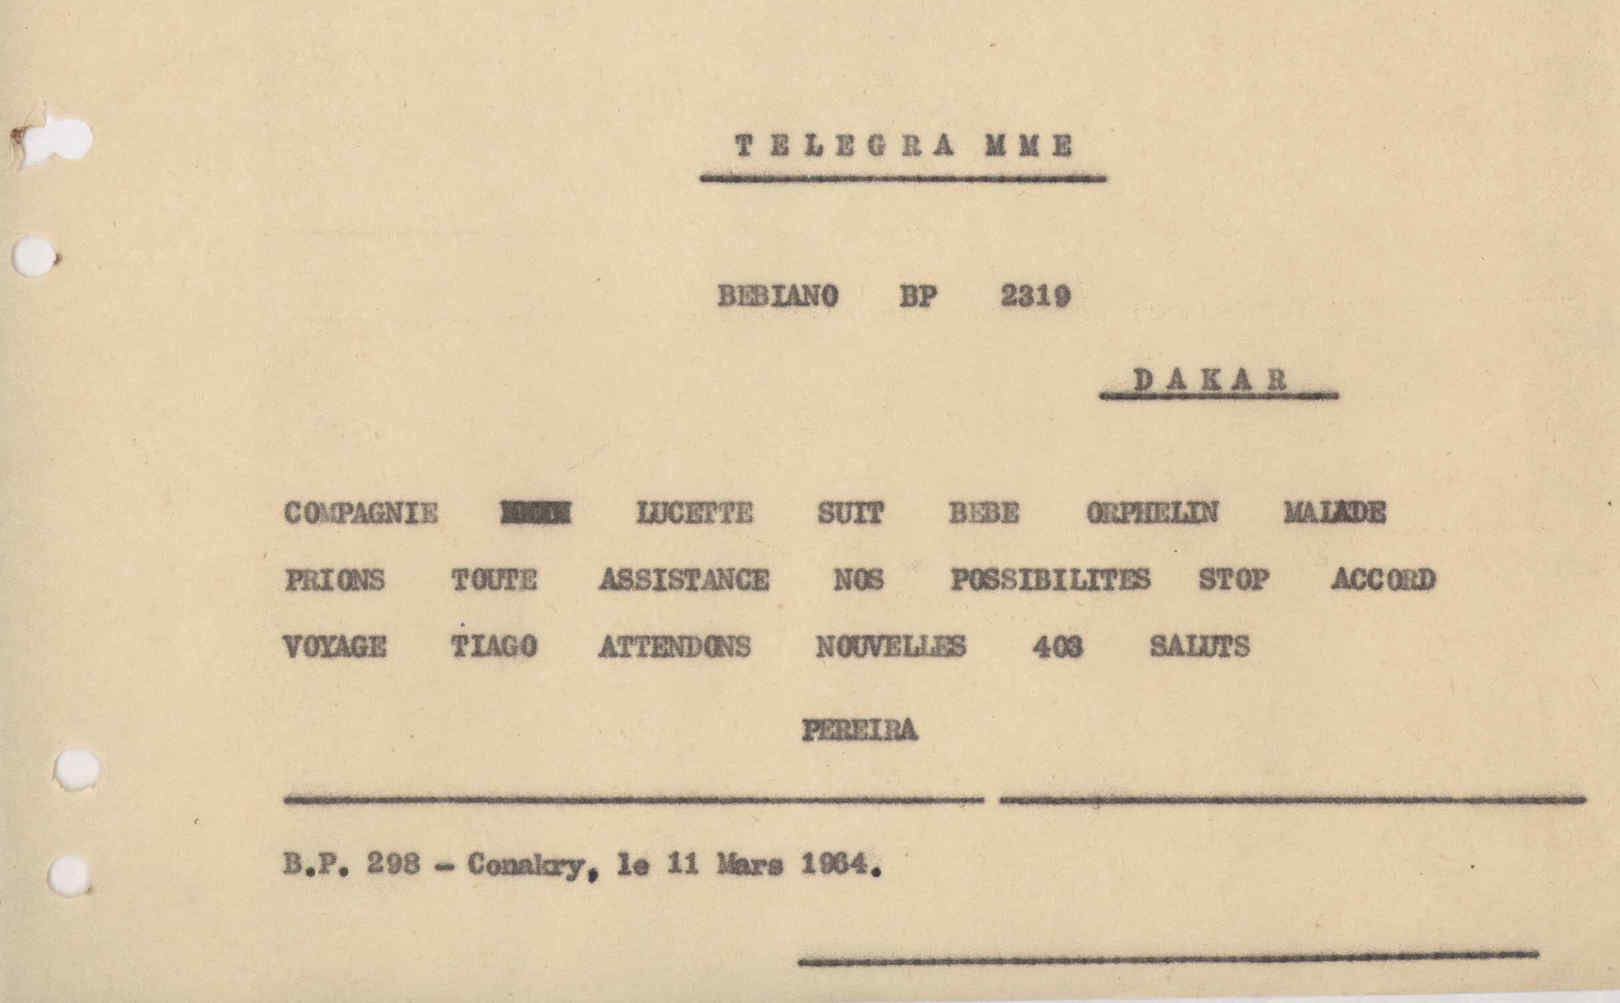 TELEGRAMME
BEBIANO BP 2319
DAKAR
COMPAGNIE LUCETTE SUIT BEBE ORPHELIN MALADE
PRIONS TOUTE ASSISTANCE NOS POSSIBILITES STOP ACCORD
VOYAGE TIAGO ATTENDONS NOUVELLES 403 SALUTS
PEREIRA
B.P. 298 - Conakry, le 11 Mars 1964.